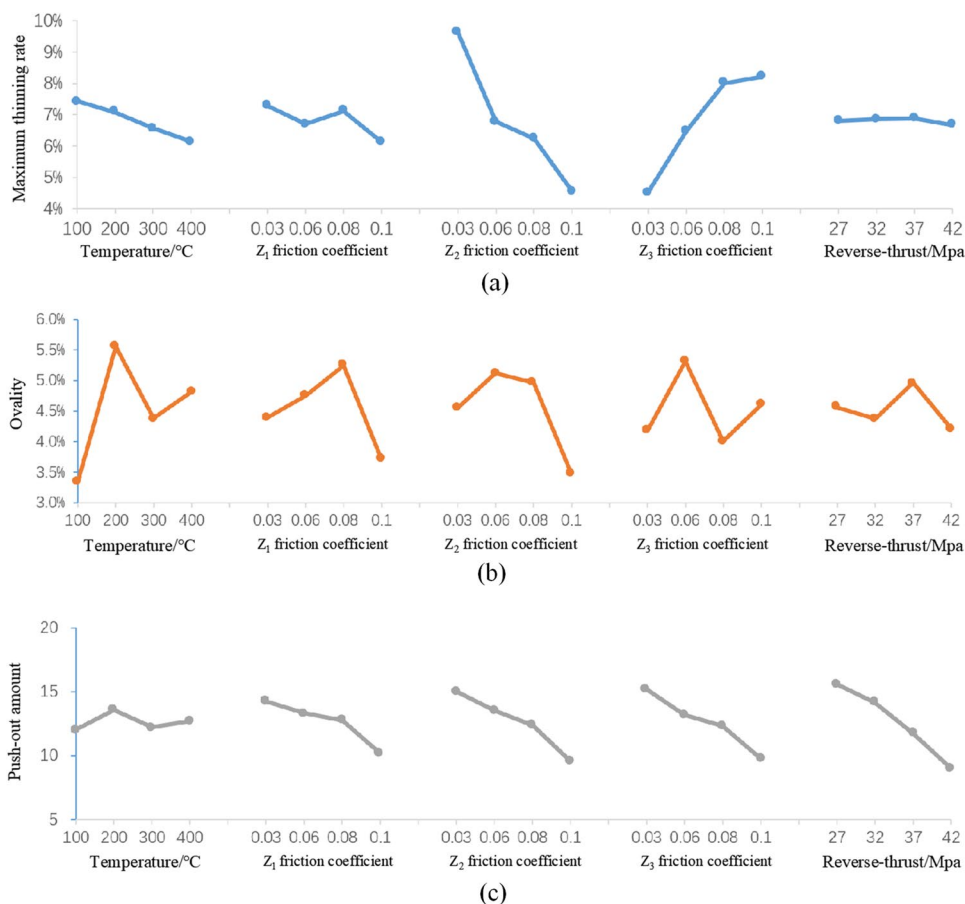 10%
9%
8%
7%
6%
5%
4%
Maximum thinning rate
100 200 300 400 0.03 0.06 0.08 0.1 0.03 0.06 0.08 0.1 0.03 0.06 0.08 0.1 27 32 37 42
Temperature/°C Z₁ friction coefficient Z₂ friction coefficient Z₃ friction coefficient Reverse-thrust/Mpa
(a)
6.0%
5.5%
5.0%
4.5%
4.0%
3.5%
3.0%
Ovality
100 200 300 400 0.03 0.06 0.08 0.1 0.03 0.06 0.08 0.1 0.03 0.06 0.08 0.1 27 32 37 42
Temperature/°C Z₁ friction coefficient Z₂ friction coefficient Z₃ friction coefficient Reverse-thrust/Mpa
(b)
20
15
10
5
Push-out amount
100 200 300 400 0.03 0.06 0.08 0.1 0.03 0.06 0.08 0.1 0.03 0.06 0.08 0.1 27 32 37 42
Temperature/°C Z₁ friction coefficient Z₂ friction coefficient Z₃ friction coefficient Reverse-thrust/Mpa
(c)